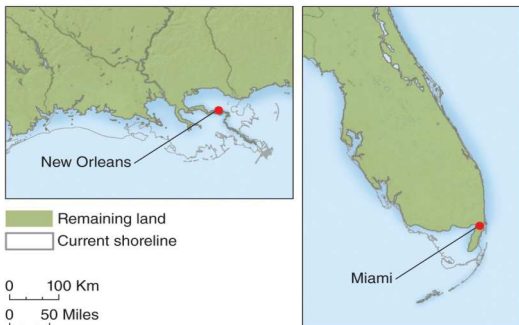 New Orleans
Remaining land
Current shoreline
0 100 Km
0 50 Miles
Miami